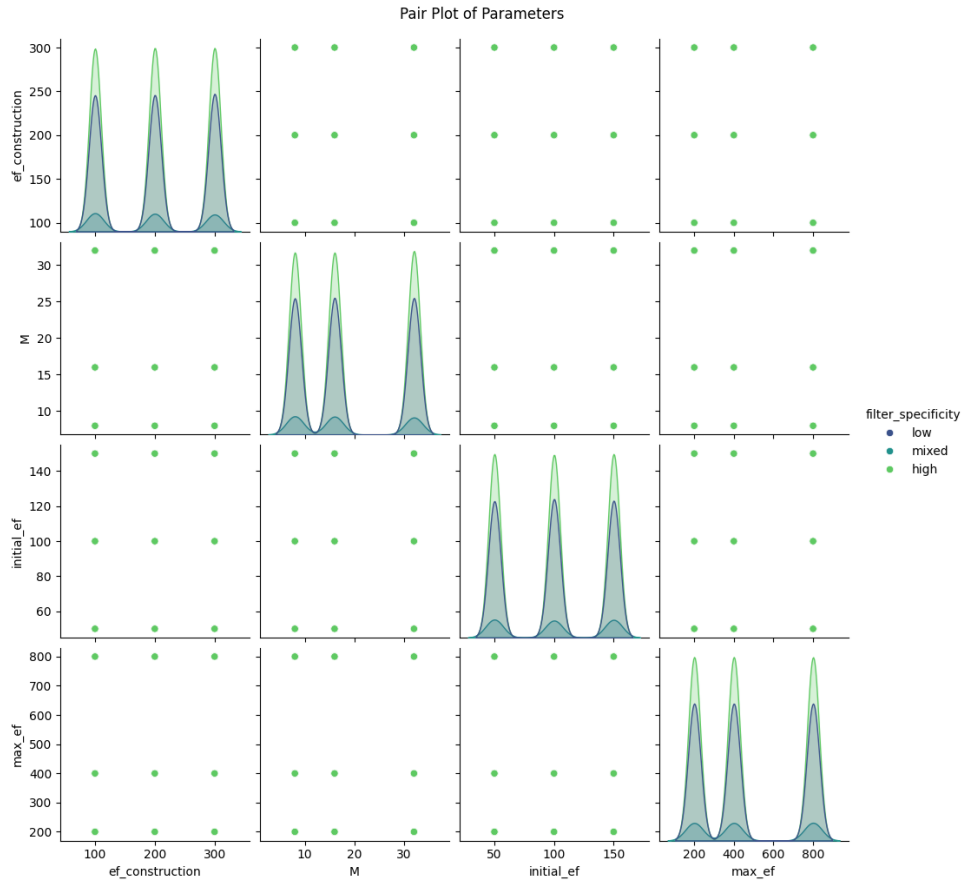 Pair Plot of Parameters
ef_construction
300
250
200
150
100
M
30
25
20
15
10
filter_specificity
low
mixed
high
initial_ef
140
120
100
80
60
max_ef
800
700
600
500
400
300
200
100 200 300
10 20 30
50 100 150
200 400 600 800
ef_construction
M
initial_ef
max_ef